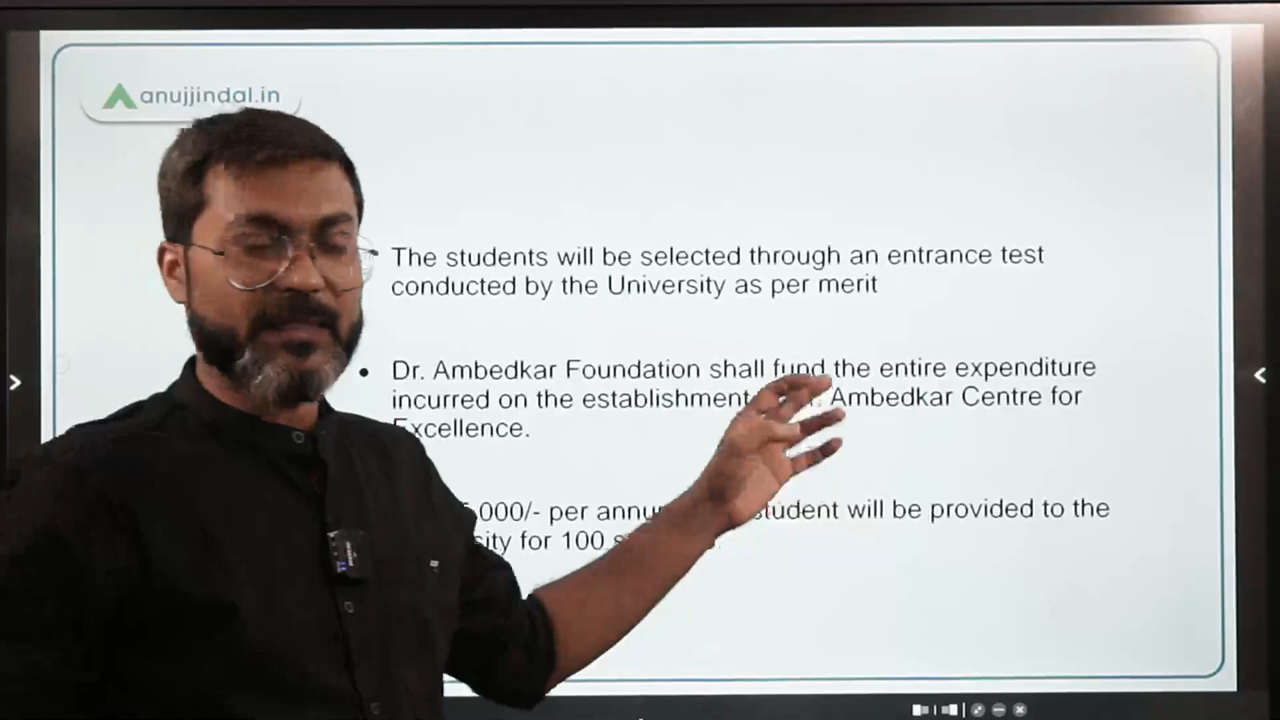 anujjindal.in
The students will be selected through an entrance test
conducted by the University as per merit
Dr. Ambedkar Foundation shall fund the entire expenditure
incurred on the establishment Ambedkar Centre for
Excellence.
000/- per student will be provided to the
for 100